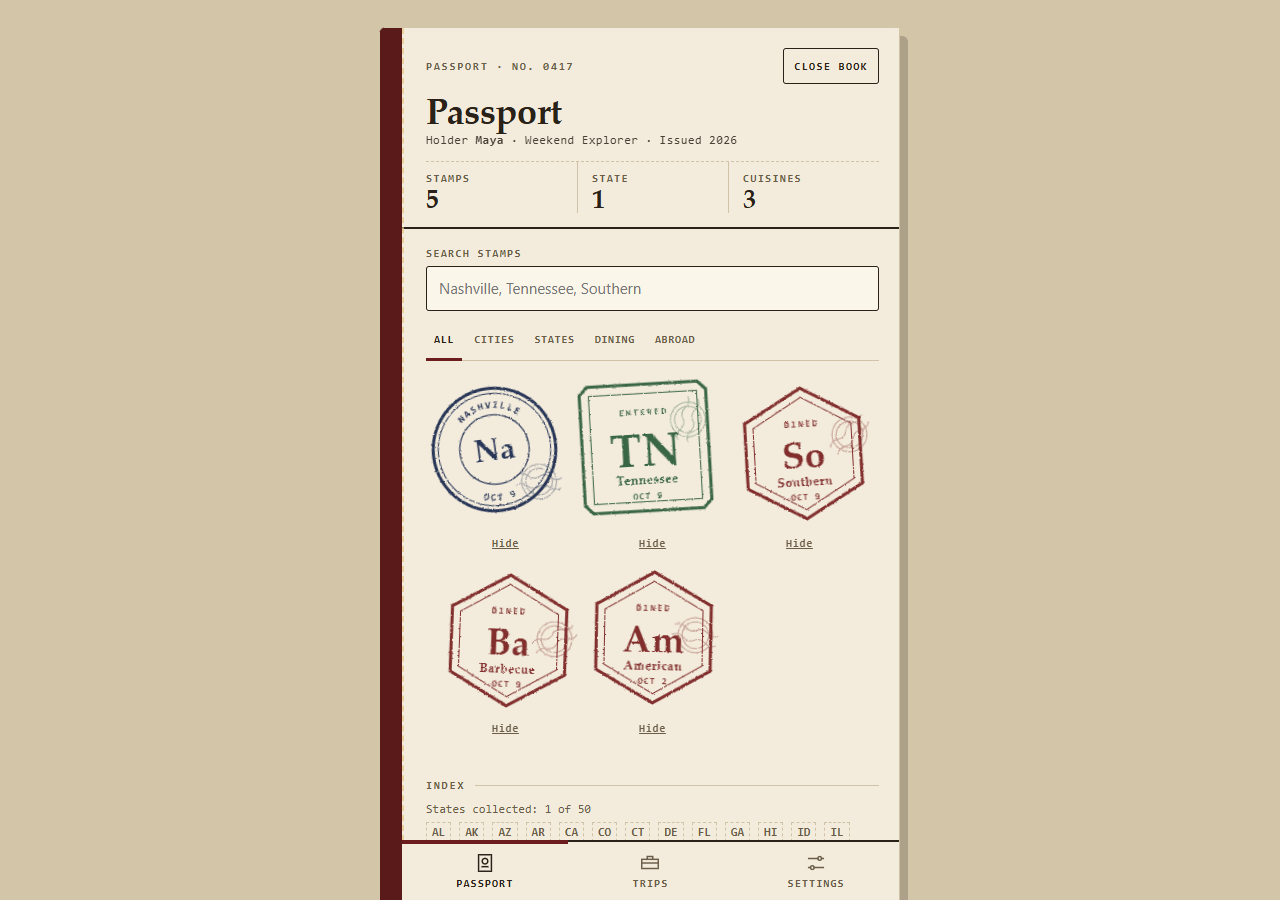 PASSPORT · NO. 0417
CLOSE BOOK
Passport
Holder Maya · Weekend Explorer · Issued 2026
STAMPS
5
STATE
1
CUISINES
3
SEARCH STAMPS
Nashville, Tennessee, Southern
ALL CITIES STATES DINING ABROAD
NASHVILLE
Na
OCT 9
ENTERED
TN
Tennessee
OCT 9
DINED
So
Southern
OCT 9
Hide Hide Hide
DINED
Ba
Barbecue
OCT 9
DINED
Am
American
OCT 2
Hide Hide
INDEX
States collected: 1 of 50
AL AK AZ AR CA CO CT DE FL GA HI ID IL
PASSPORT TRIPS SETTINGS